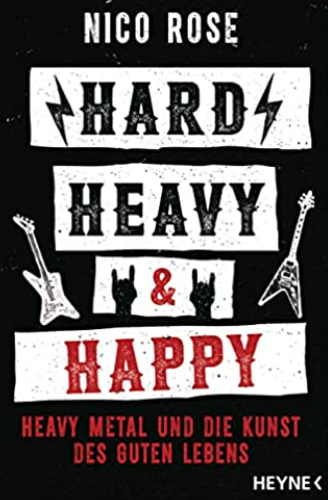 NICO ROSE
HARD
HEAVY
&
HAPPY
HEAVY METAL UND DIE KUNST
DES GUTEN LEBENS
HEYNE<